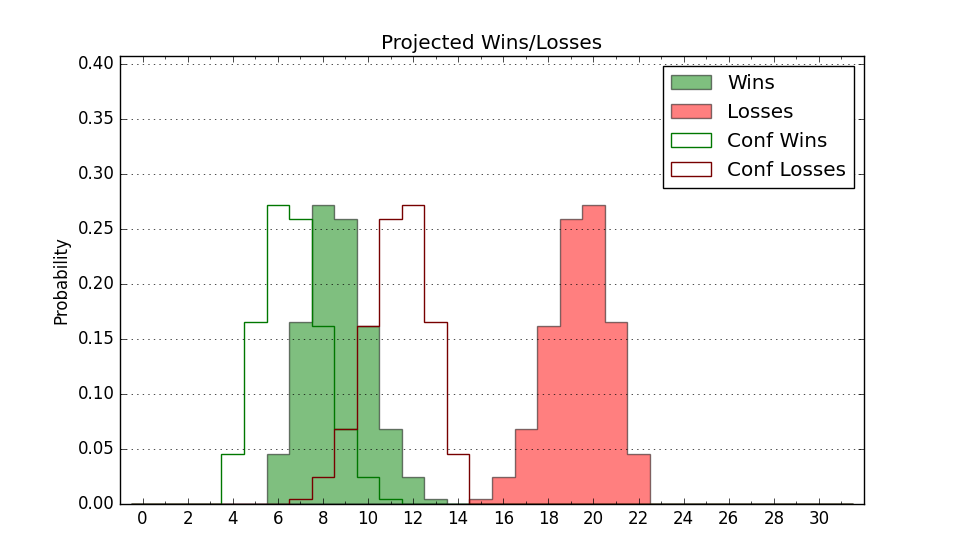 Projected Wins/Losses
0.40
0.35
0.30
0.25
0.20
0.15
0.10
0.05
0.00
Probability
Wins
Losses
Conf Wins
Conf Losses
0 2 4 6 8 10 12 14 16 18 20 22 24 26 28 30